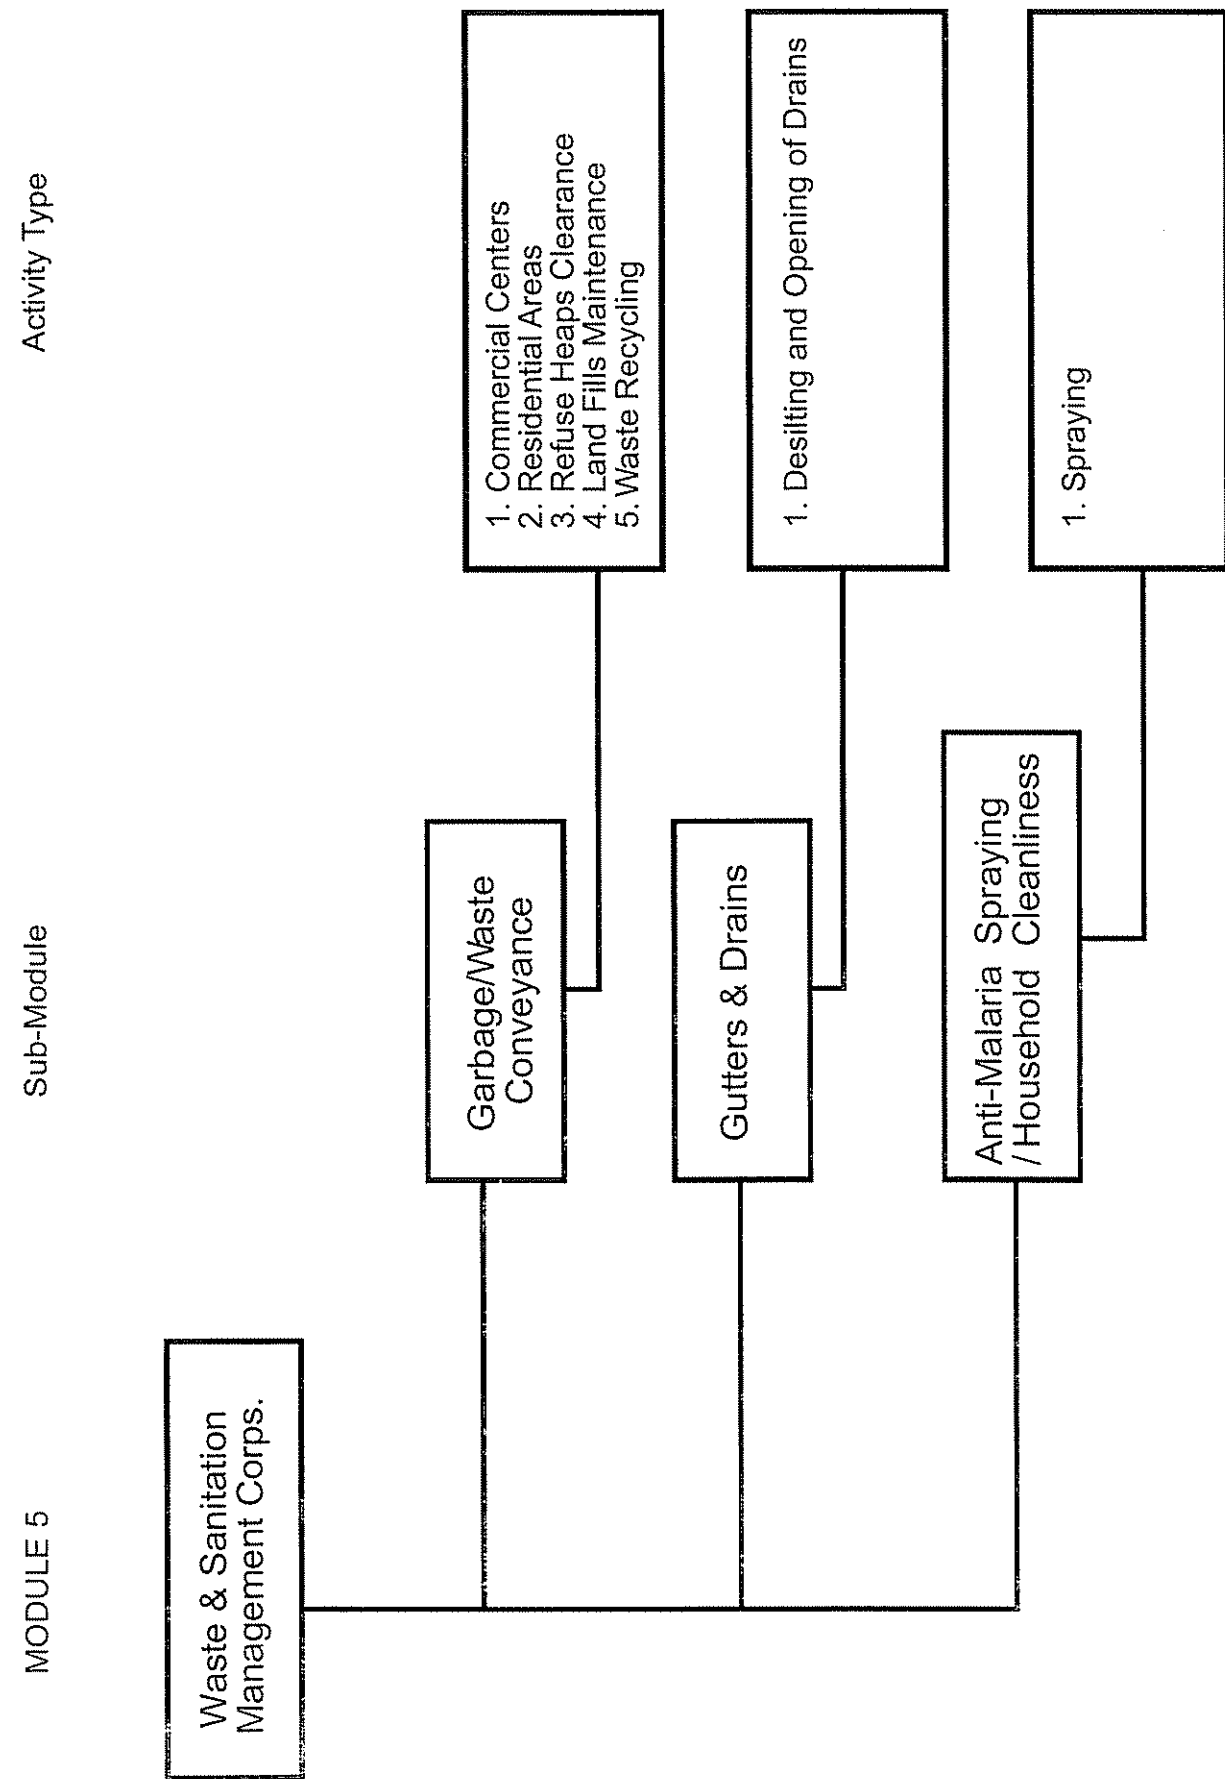 MODULE 5
Sub-Module
Activity Type
Waste & Sanitation
Management Corps.
Garbage/Waste
Conveyance
1. Commercial Centers
2. Residential Areas
3. Refuse Heaps Clearance
4. Land Fills Maintenance
5. Waste Recycling
Gutters & Drains
1. Desilting and Opening of Drains
Anti-Malaria Spraying
/ Household Cleanliness
1. Spraying